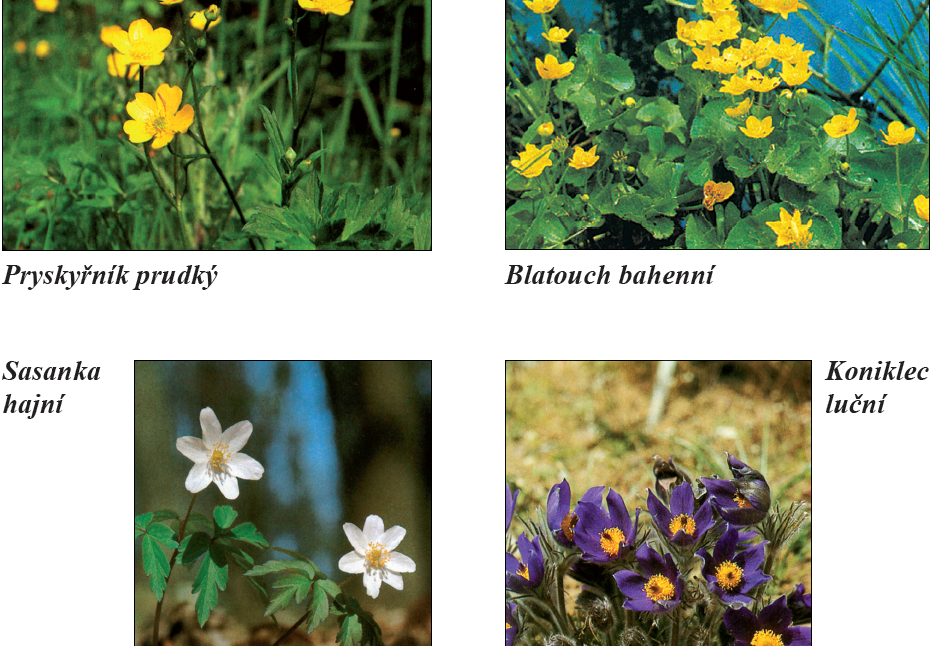 Pryskyřník prudký
Blatouch bahenní
Sasanka
hajní
Koniklec
luční